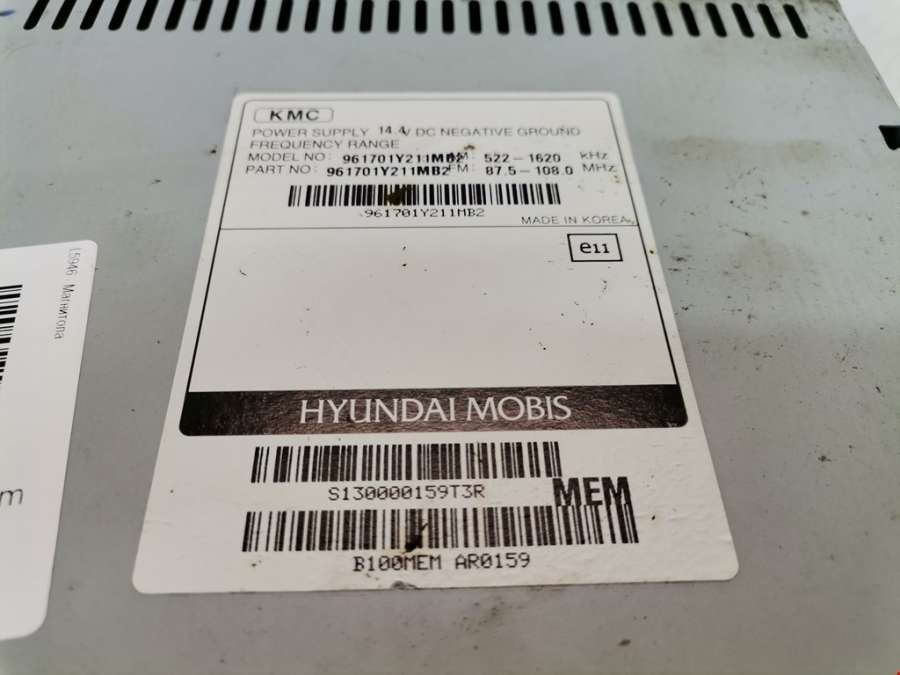 KMC
POWER SUPPLY 14.4V DC NEGATIVE GROUND
FREQUENCY RANGE
MODEL NO: 961701Y211MB2 AM: 522-1620 kHz
PART NO: 961701Y211MB2 FM: 87.5-108.0 MHz
961701Y211MB2
MADE IN KOREA
e11
HYUNDAI MOBIS
S130000159T3R
MEM
B100MEM AR0159
L5946 Магнитола
m